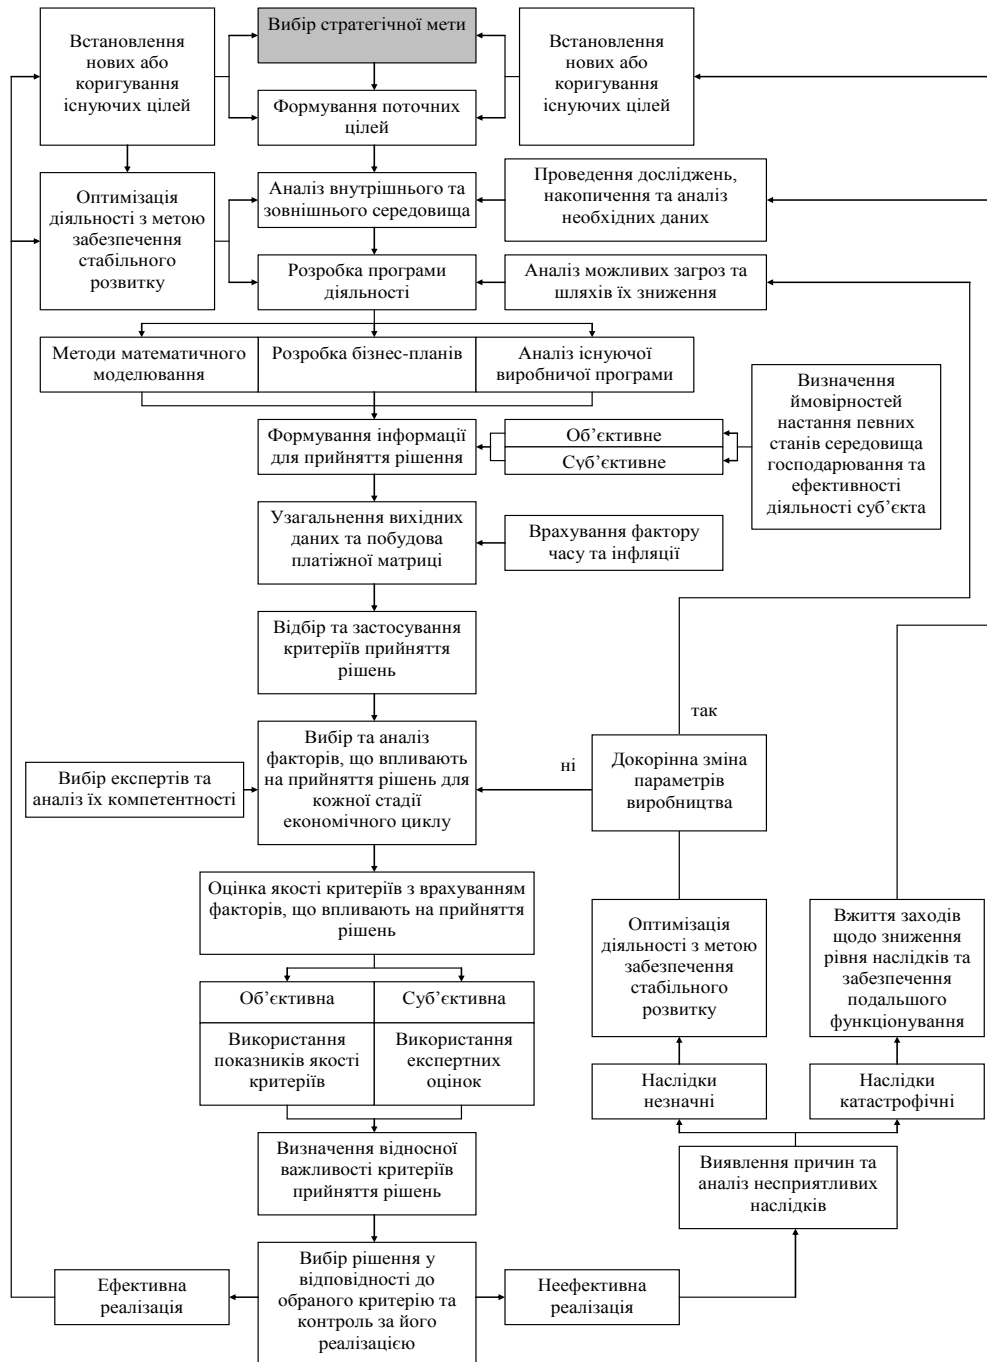 Встановлення
нових або
коригування
існуючих цілей
Вибір стратегічної мети
Встановлення
нових або
коригування
існуючих цілей
Формування поточних
цілей
Оптимізація
діяльності з метою
забезпечення
стабільного
розвитку
Аналіз внутрішнього та
зовнішнього середовища
Проведення досліджень,
накопичення та аналіз
необхідних даних
Розробка програми
діяльності
Аналіз можливих загроз та
шляхів їх зниження
Методи математичного
моделювання
Розробка бізнес-планів
Аналіз існуючої
виробничої програми
Визначення
ймовірностей
настання певних
станів середовища
господарювання та
ефективності
діяльності суб’єкта
Формування інформації
для прийняття рішення
Об’єктивне
Суб’єктивне
Узагальнення вихідних
даних та побудова
платіжної матриці
Врахування фактору
часу та інфляції
Відбір та застосування
критеріїв прийняття
рішень
так
Вибір та аналіз
факторів, що впливають
на прийняття рішень для
кожної стадії
економічного циклу
ні
Докорінна зміна
параметрів
виробництва
Вибір експертів та
аналіз їх компетентності
Оцінка якості критеріїв з врахуванням
факторів, що впливають на прийняття
рішень
Оптимізація
діяльності з метою
забезпечення
стабільного
розвитку
Вжиття заходів
щодо зниження
рівня наслідків та
забезпечення
подальшого
функціонування
Об’єктивна
Суб’єктивна
Використання
показників якості
критеріїв
Використання
експертних
оцінок
Наслідки
незначні
Наслідки
катастрофічні
Визначення відносної
важливості критеріїв
прийняття рішень
Виявлення причин та
аналіз несприятливих
наслідків
Ефективна
реалізація
Вибір рішення у
відповідності до
обраного критерію та
контроль за його
реалізацією
Неефективна
реалізація